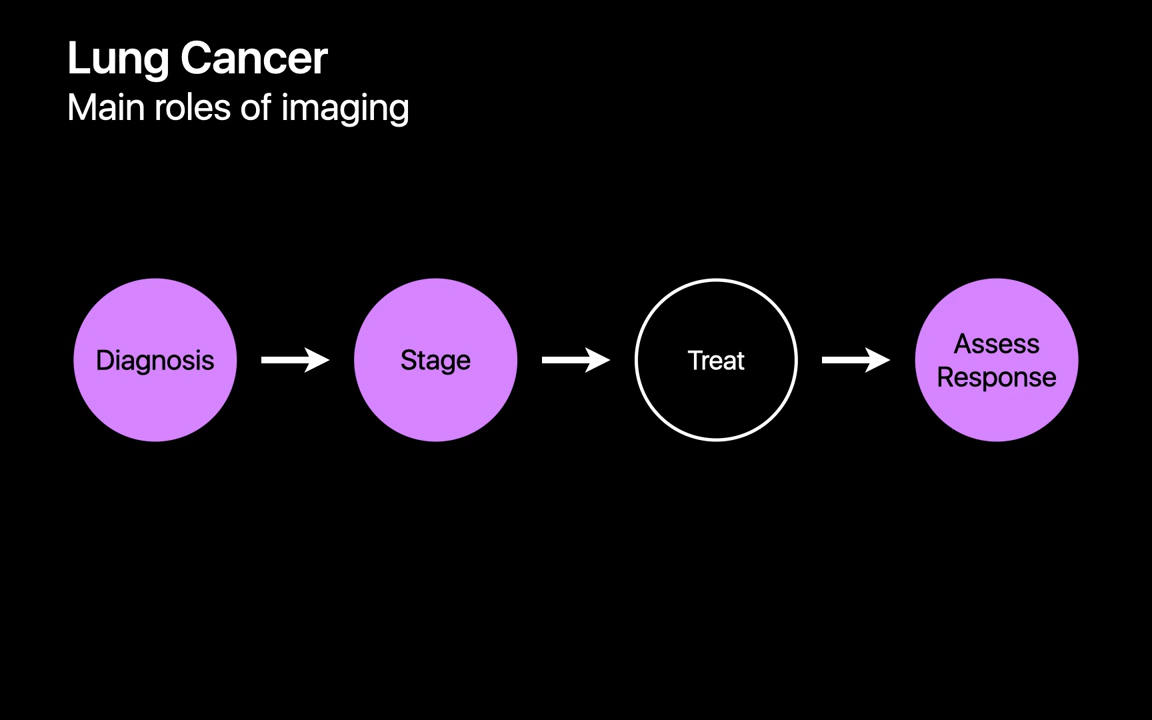 Lung Cancer
Main roles of imaging
Diagnosis
Stage
Treat
Assess
Response